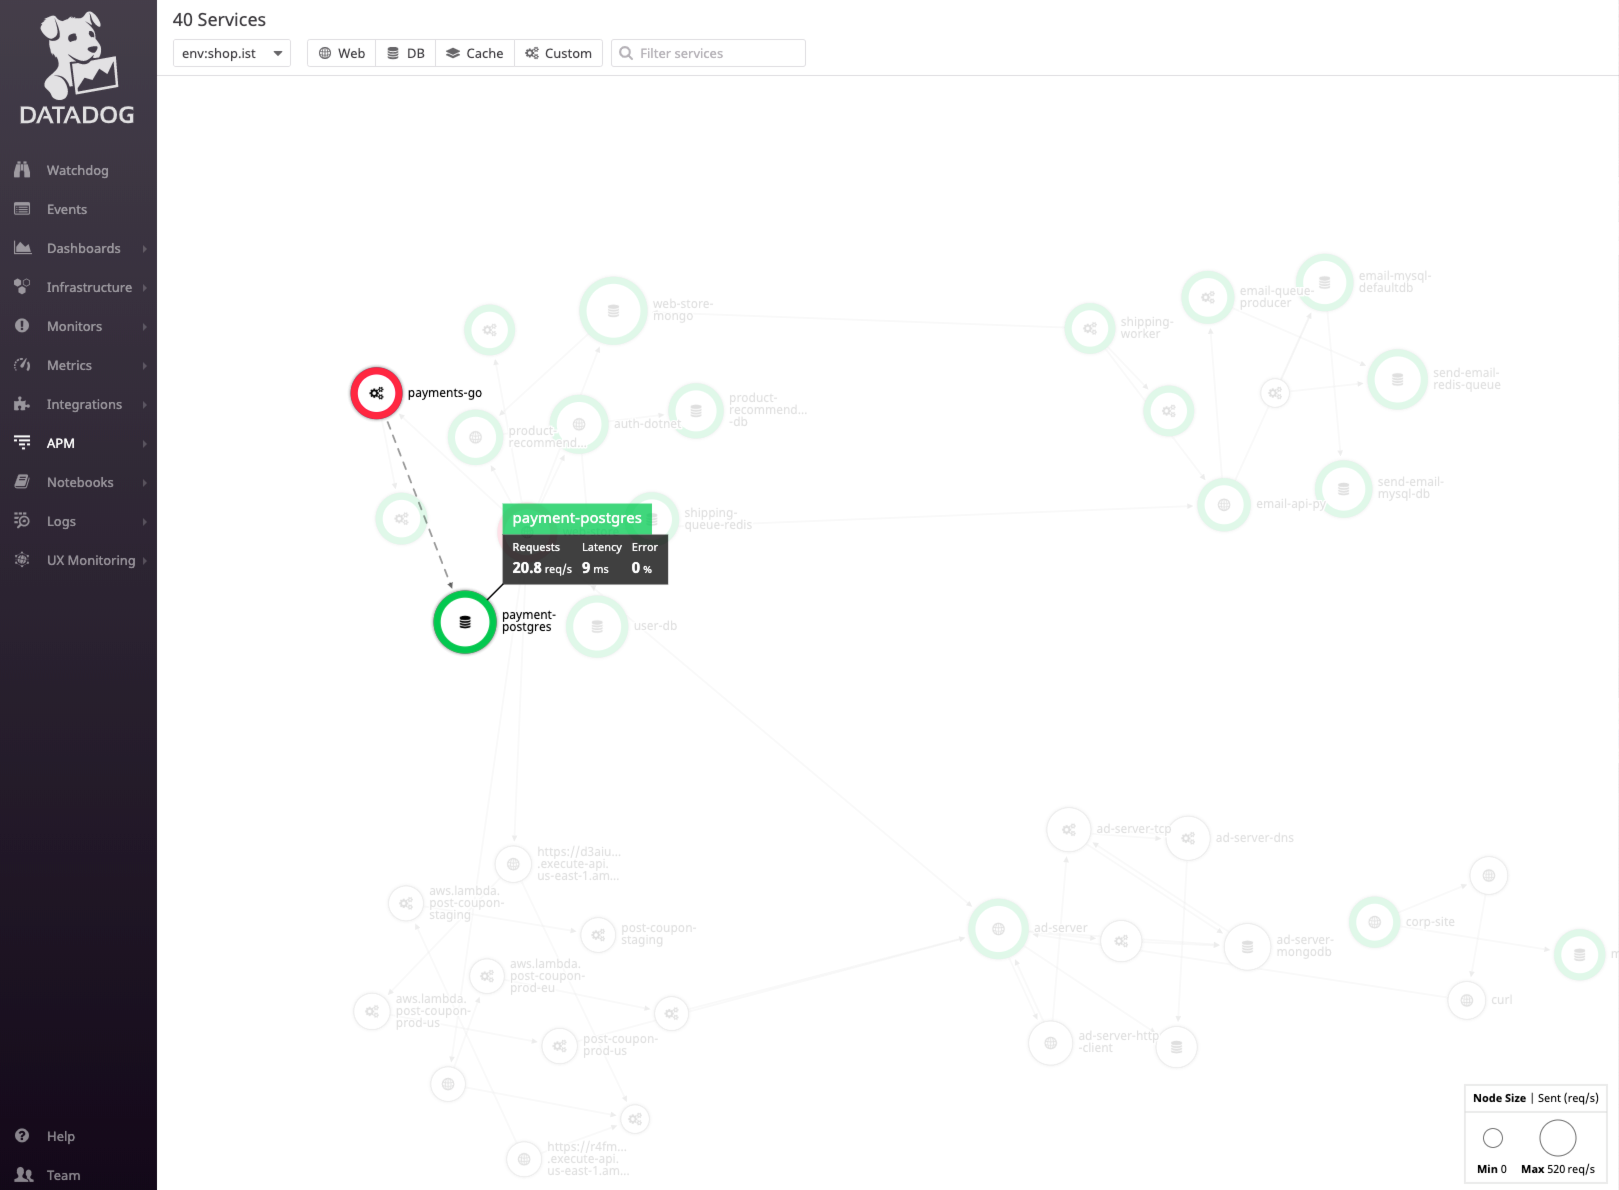 DATADOG
Watchdog
Events
Dashboards
Infrastructure
Monitors
Metrics
Integrations
APM
Notebooks
Logs
UX Monitoring
Help
Team
40 Services
env:shop.ist
Web
DB
Cache
Custom
Filter services
web-store-
mongo
payments-go
product-
recommend...
auth-dotnet
product-
recommend...
-db
shipping-
queue-redis
payment-postgres
Requests Latency Error
20.8 req/s 9 ms 0 %
payment-
postgres
user-db
shipping-
worker
email-queue-
producer
email-mysql-
defaultdb
send-email-
redis-queue
send-email-
mysql-db
email-api-py
https://d3aiu...
.execute-api.
us-east-1.am...
aws.lambda.
post-coupon-
staging
post-coupon-
staging
aws.lambda.
post-coupon-
prod-eu
aws.lambda.
post-coupon-
prod-us
post-coupon-
prod-us
https://r4fm...
.execute-api.
us-east-1.am...
ad-server-tcp
ad-server-dns
ad-server
ad-server-
mongodb
ad-server-http
-client
corp-site
curl
m
Node Size | Sent (req/s)
Min 0 Max 520 req/s